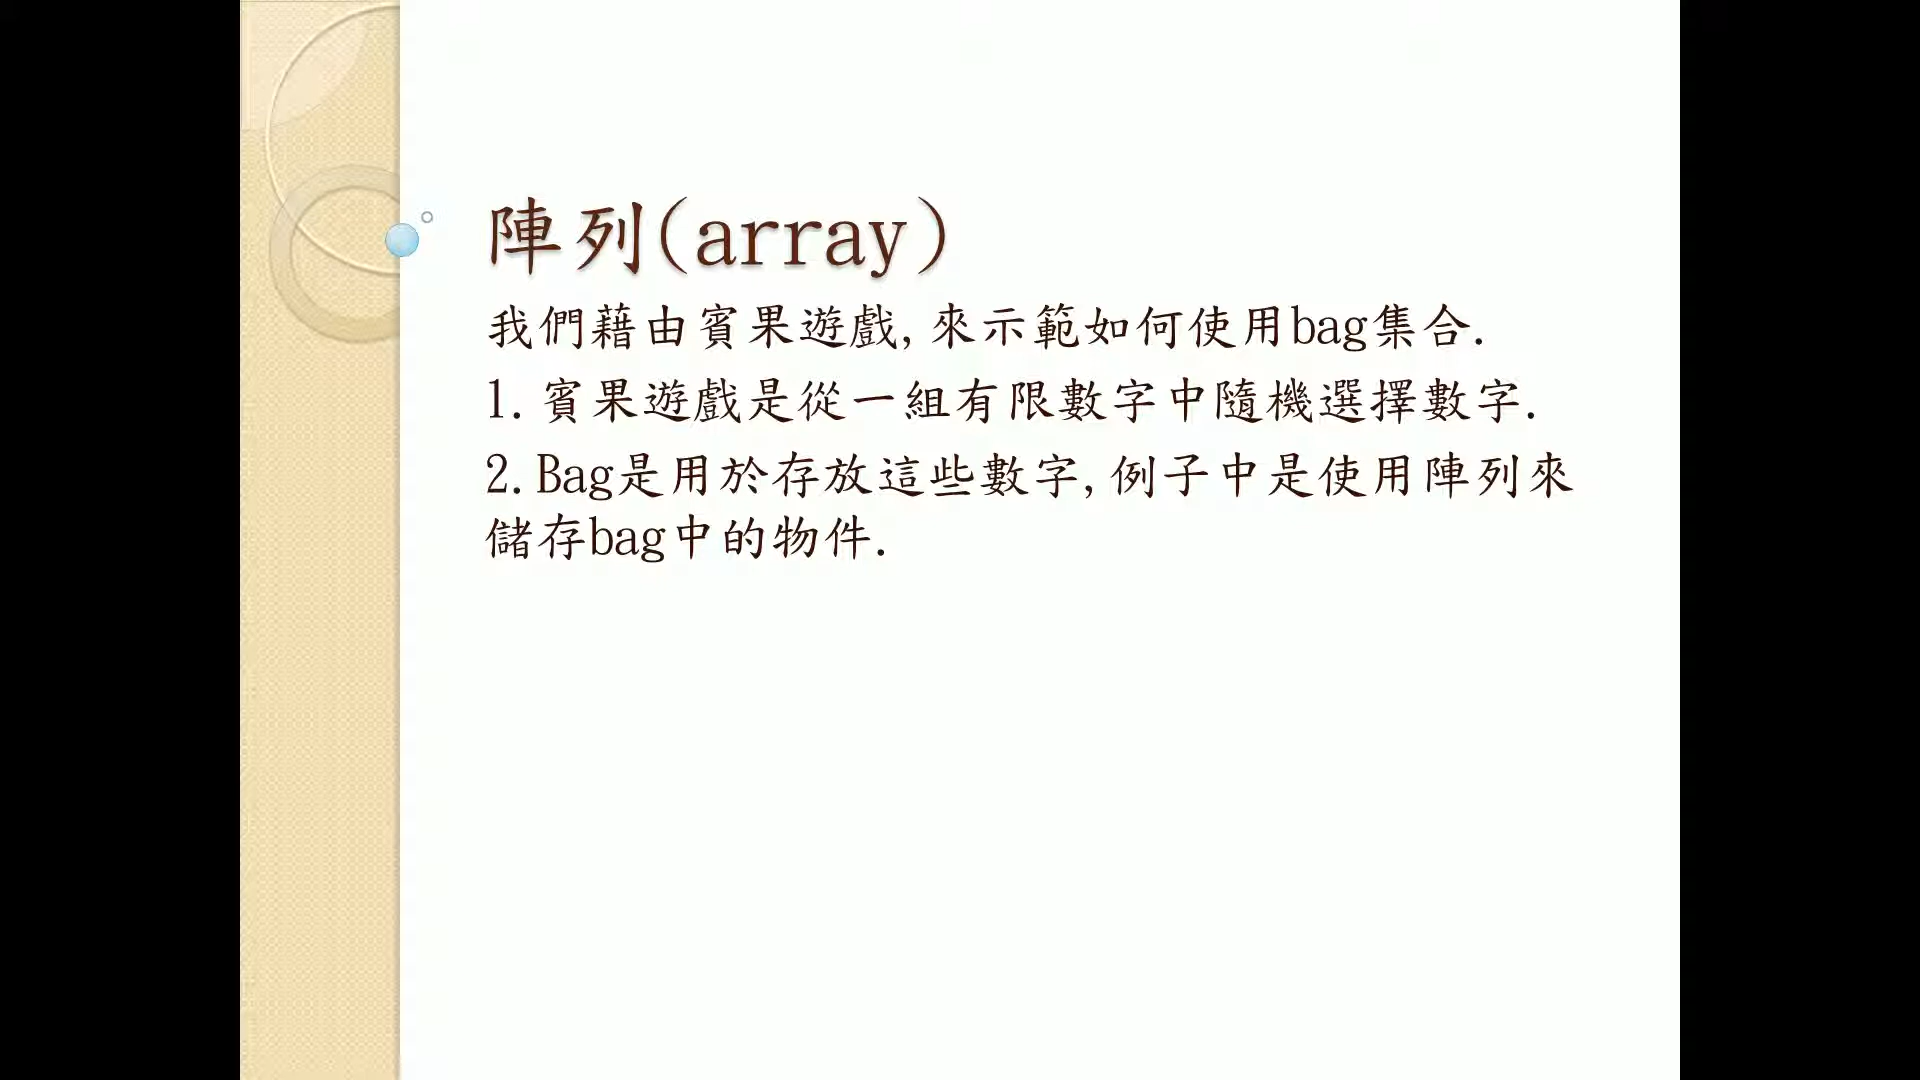 陣列(array)
我們藉由賓果遊戲,來示範如何使用bag集合.
1.賓果遊戲是從一組有限數字中隨機選擇數字.
2.Bag是用於存放這些數字,例子中是使用陣列來
儲存bag中的物件.